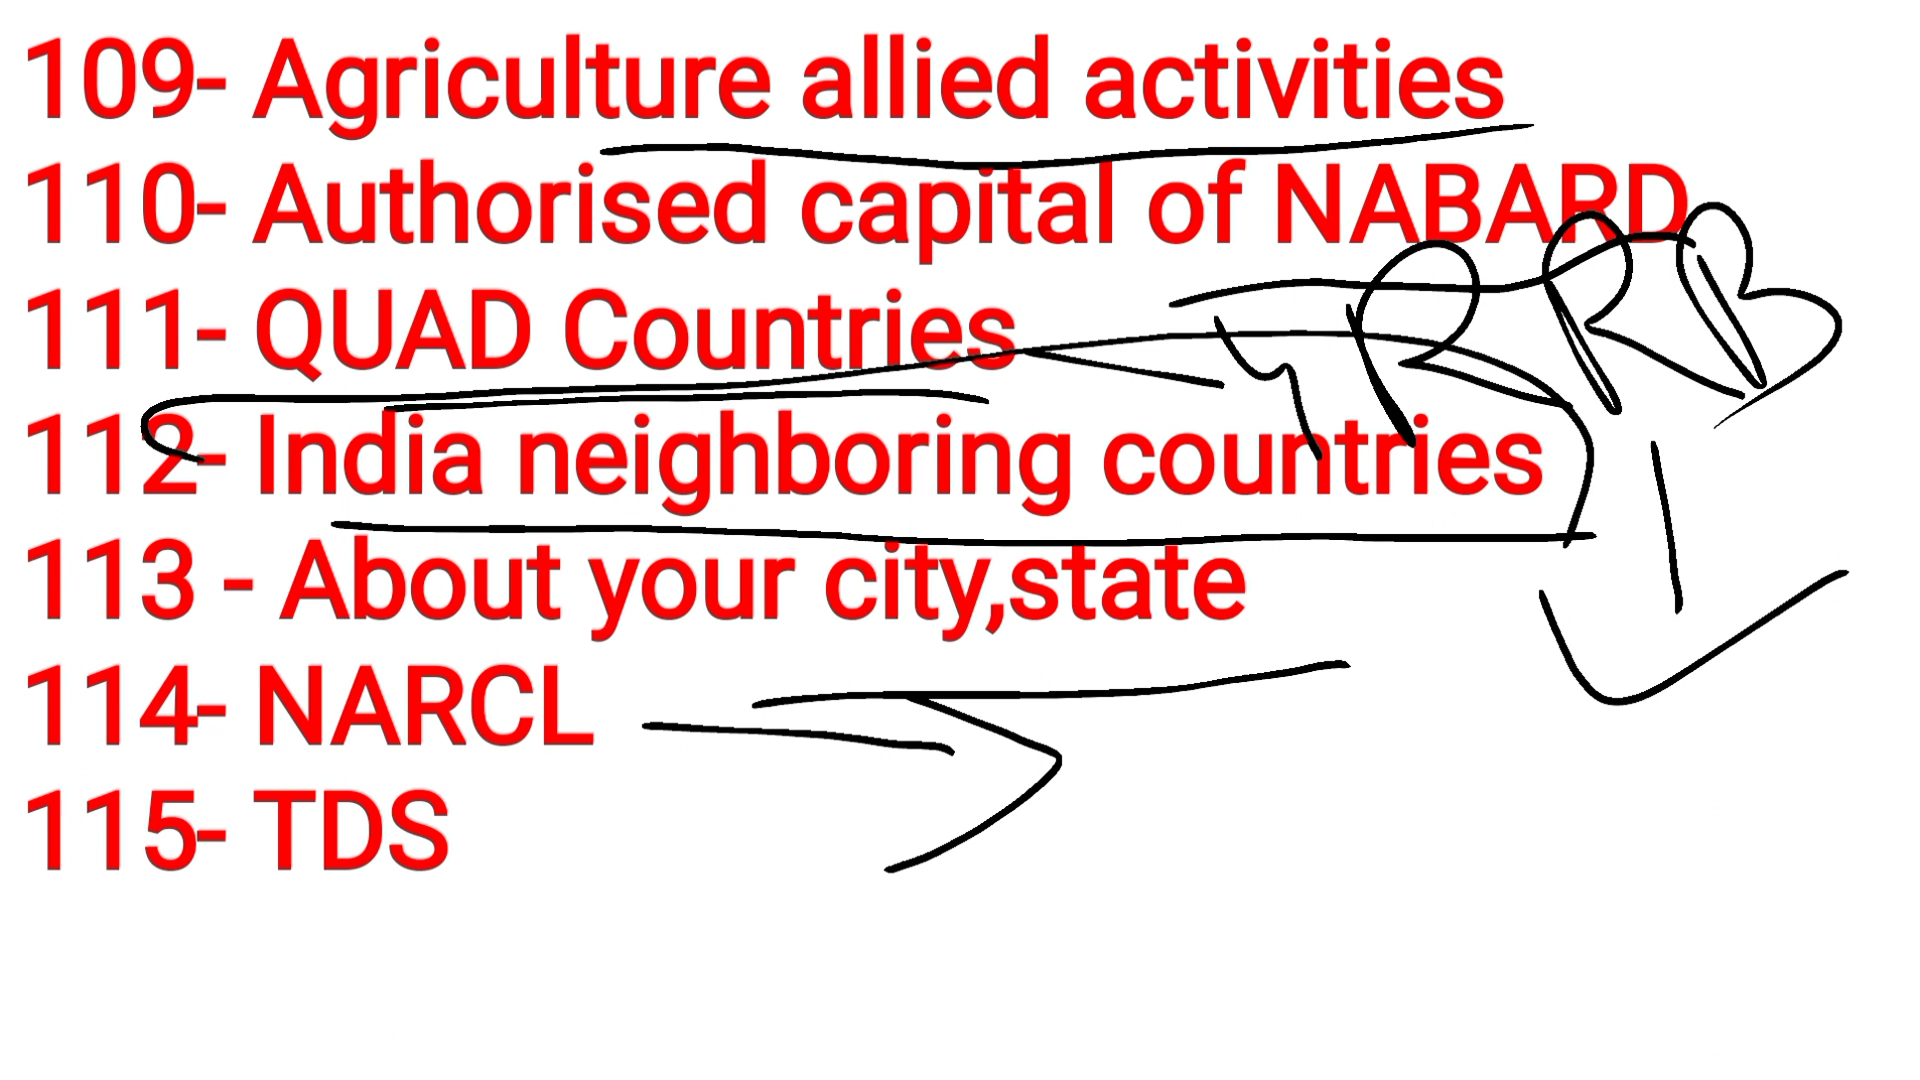 109- Agriculture allied activities
110- Authorised capital of NABARD
111- QUAD Countries
RRB
112- India neighboring countries
113 - About your city,state
114- NARCL
115- TDS